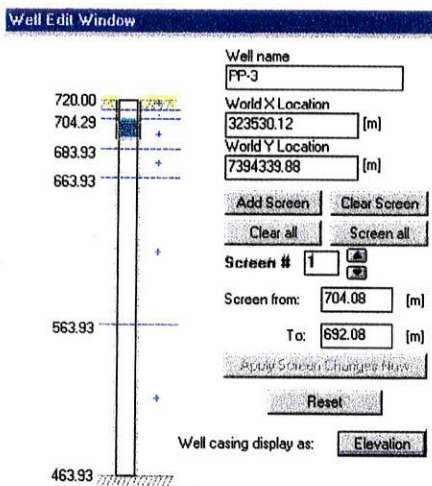 Well Edit Window
Well name
PP-3
World X Location
323530.12 [m]
World Y Location
7394339.88 [m]
Add Screen Clear Screen
Clear all Screen all
Screen # 1
Screen from: 704.08 [m]
To: 692.08 [m]
Apply Screen Changes Now
Reset
Well casing display as: Elevation
720.00
704.29
683.93
663.93
563.93
463.93